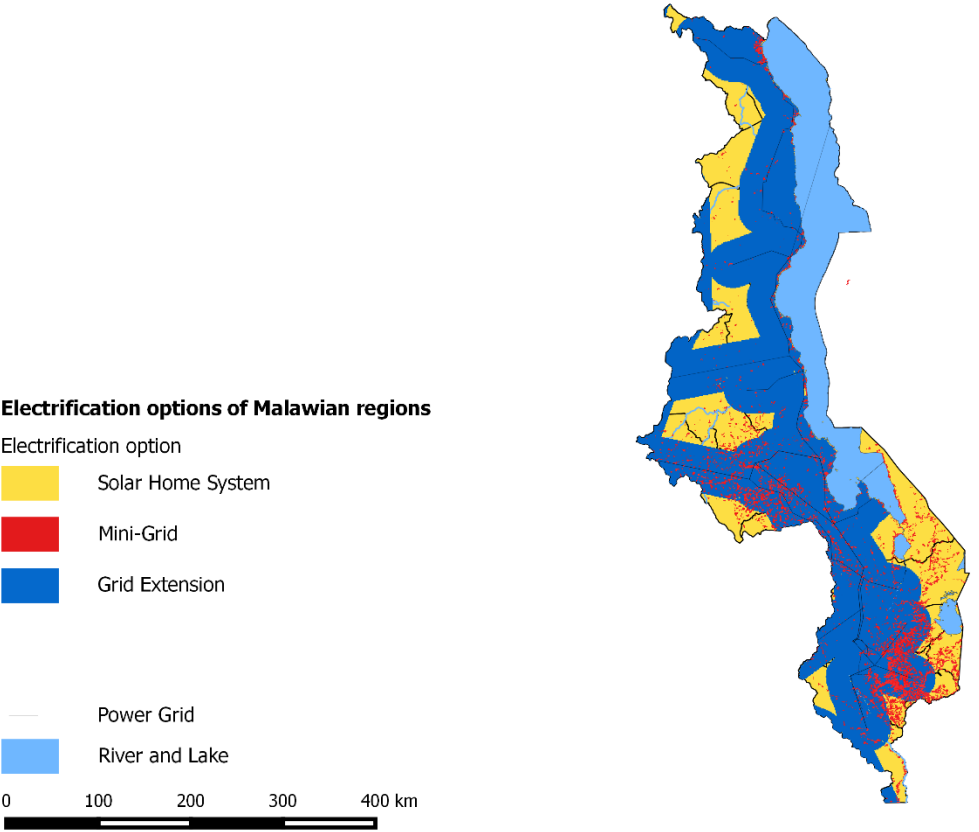 Electrification options of Malawian regions
Electrification option
Solar Home System
Mini-Grid
Grid Extension
Power Grid
River and Lake
0 100 200 300 400 km